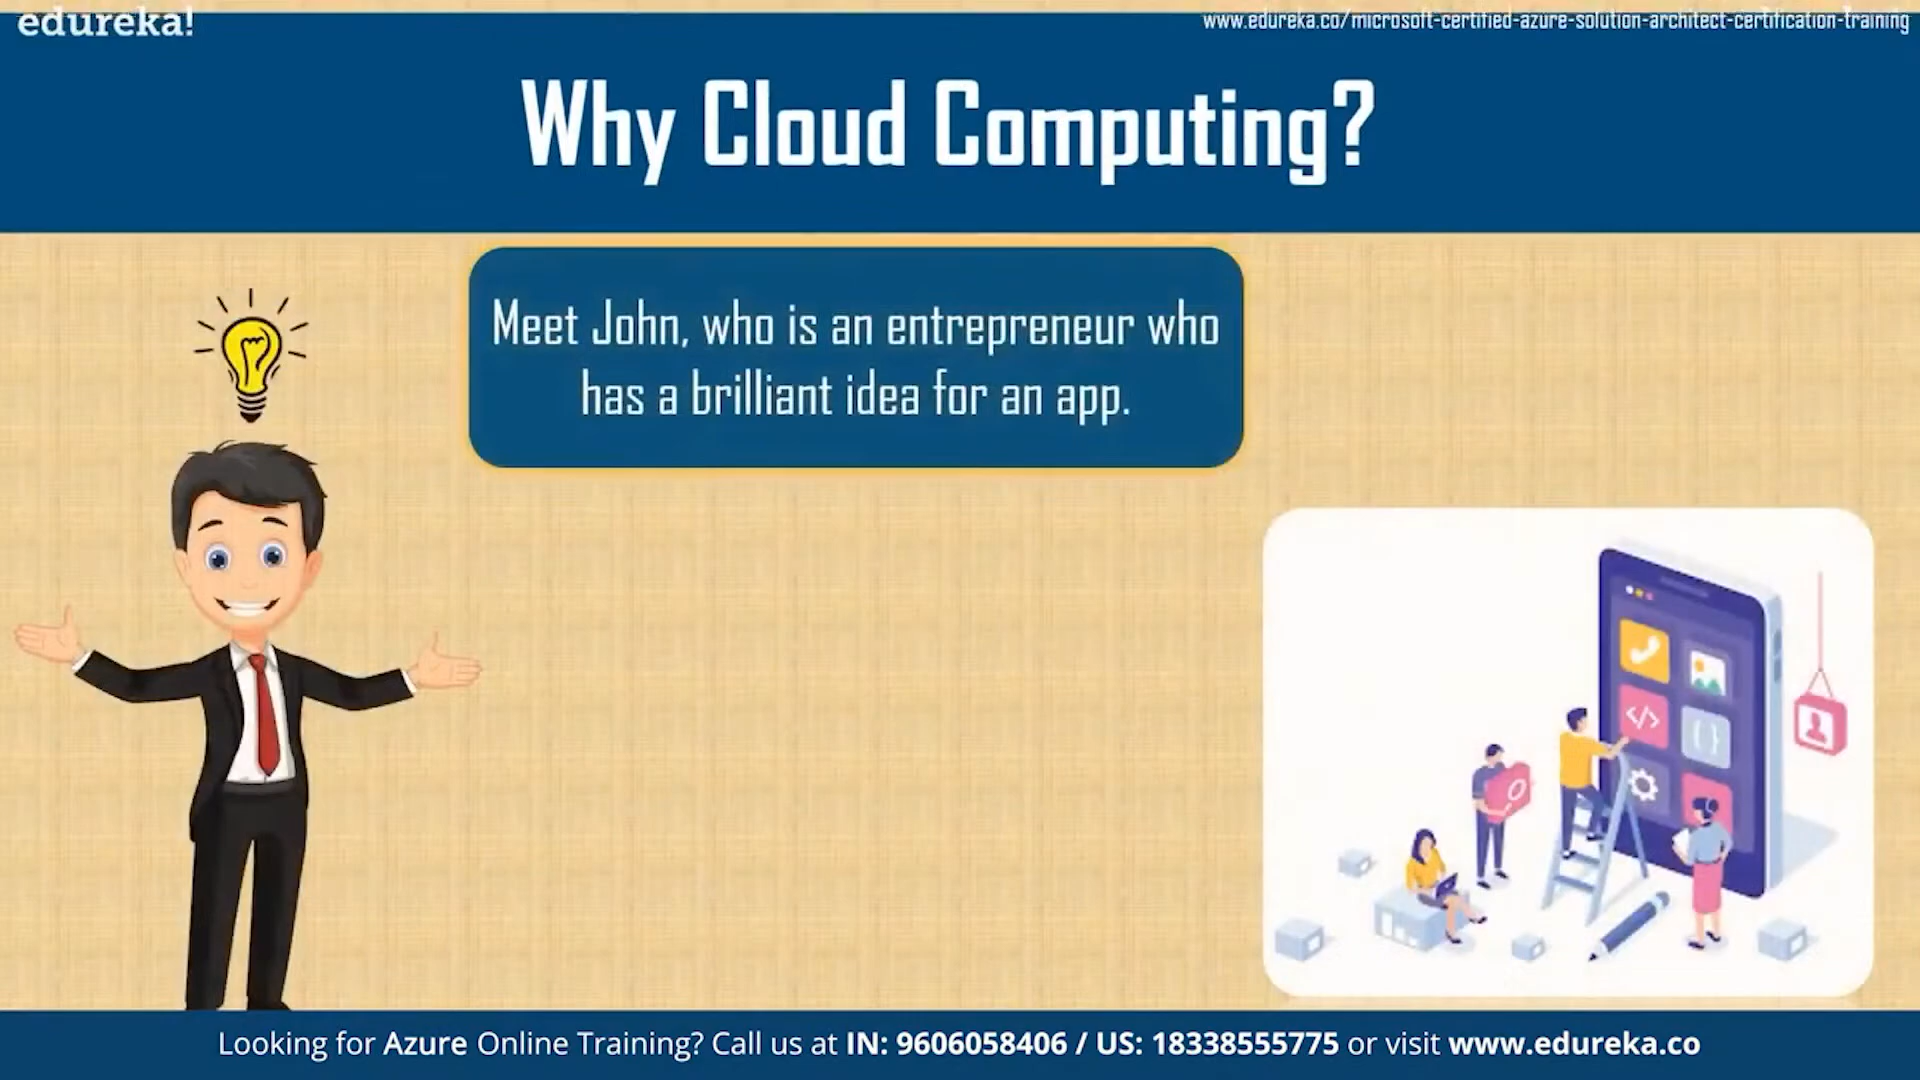 edureka!
www.edureka.co/microsoft-certified-azure-solution-architect-certification-training
Why Cloud Computing?
Meet John, who is an entrepreneur who
has a brilliant idea for an app.
Looking for Azure Online Training? Call us at IN: 9606058406 / US: 18338555775 or visit www.edureka.co